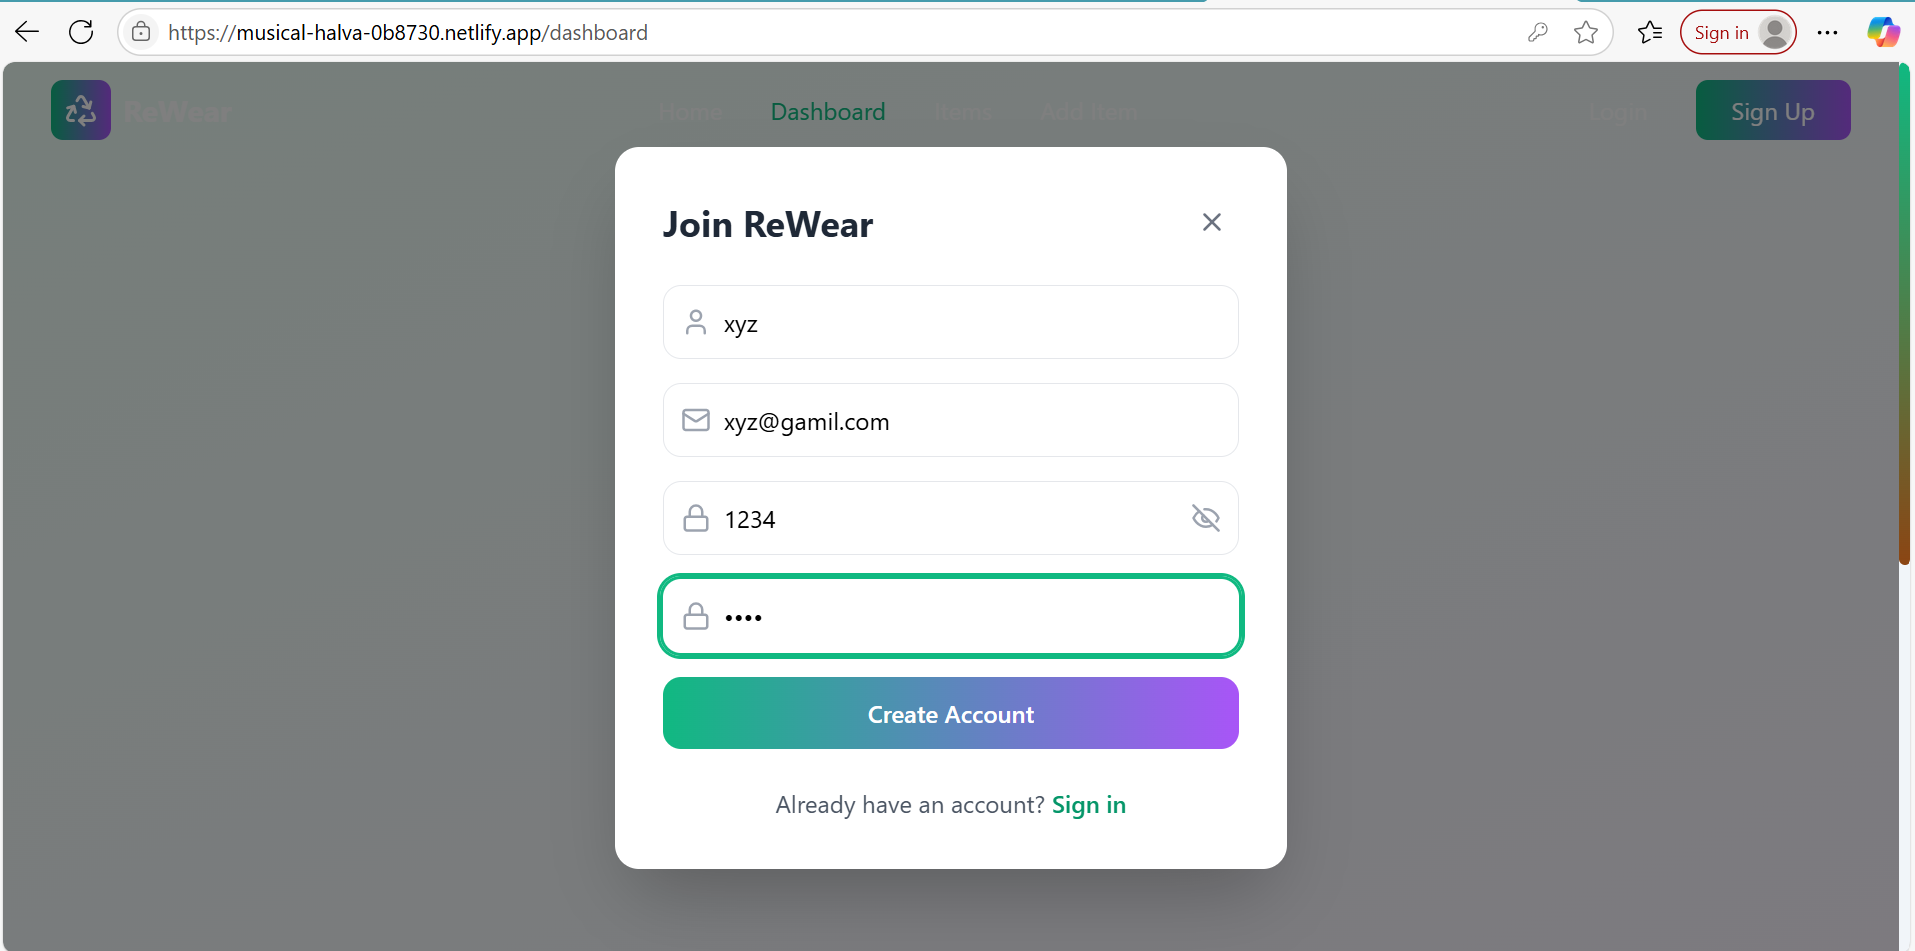 https://musical-halva-0b8730.netlify.app/dashboard
Sign in
ReWear
Home Dashboard Items Add Item Login Sign Up
Join ReWear
xyz
xyz@gamil.com
1234
••••
Create Account
Already have an account? Sign in